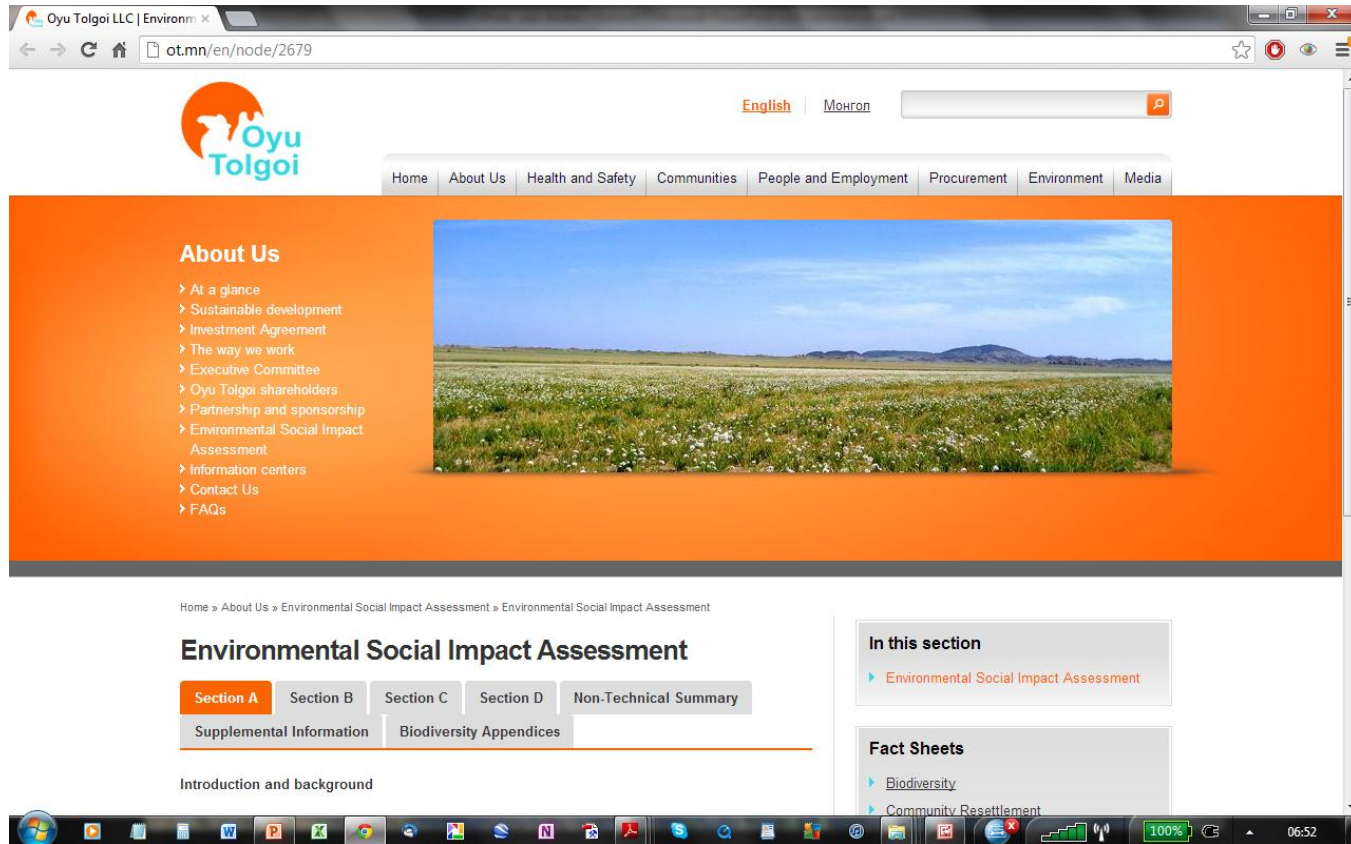 Oyu Tolgoi LLC | Environm
ot.mn/en/node/2679
Oyu
Tolgoi
English
Монгол
Home About Us Health and Safety Communities People and Employment Procurement Environment Media
About Us
At a glance
Sustainable development
Investment Agreement
The way we work
Executive Committee
Oyu Tolgoi shareholders
Partnership and sponsorship
Environmental Social Impact
Assessment
Information centers
Contact Us
FAQs
Home » About Us » Environmental Social Impact Assessment » Environmental Social Impact Assessment
Environmental Social Impact Assessment
Section A Section B Section C Section D Non-Technical Summary
Supplemental Information Biodiversity Appendices
Introduction and background
In this section
Environmental Social Impact Assessment
Fact Sheets
Biodiversity
Community Resettlement
100%
06:52